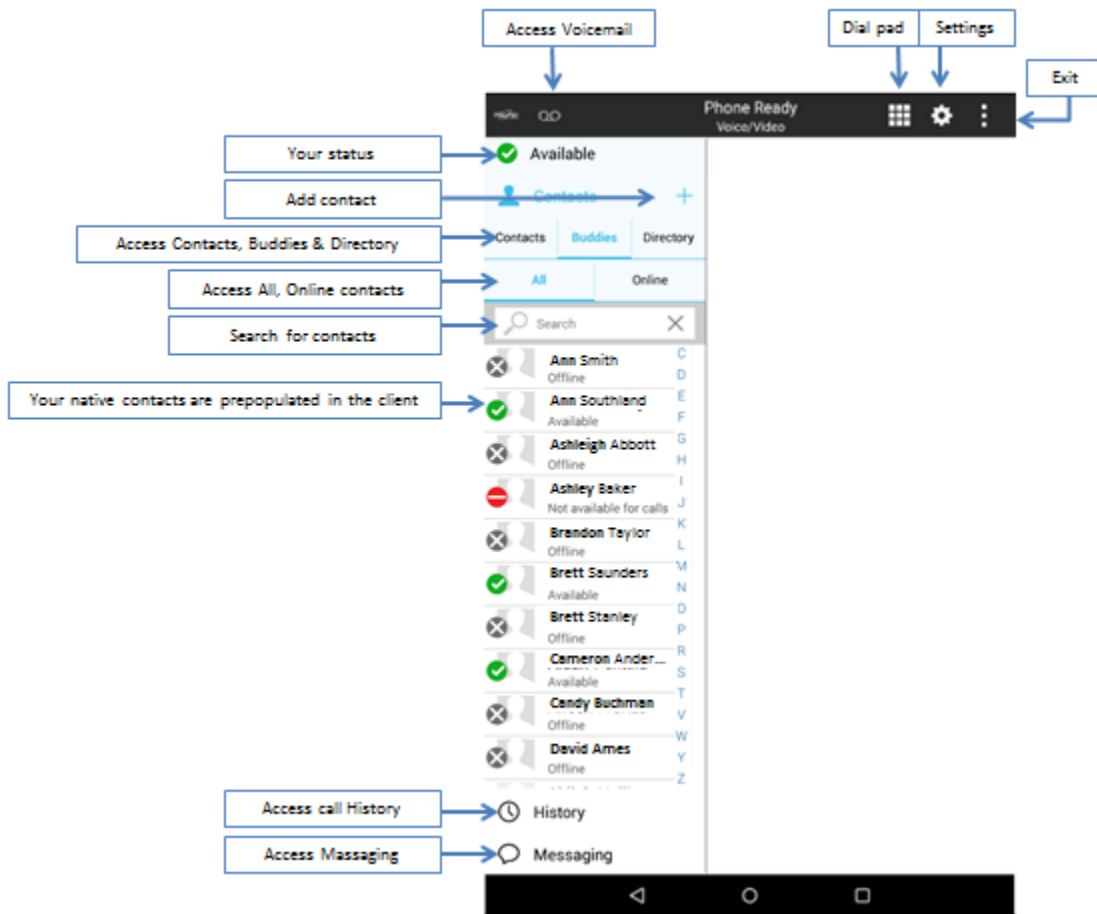 Access Voicemail
Dial pad
Settings
Exit
Phone Ready
Voice/Video
Your status
Available
Add contact
Contacts
Access Contacts, Buddies & Directory
Contacts
Buddies
Directory
Access All, Online contacts
All
Online
Search for contacts
Search
Ann Smith
Offline
Your native contacts are prepopulated in the client
Ann Southland
Available
Ashleigh Abbott
Offline
Ashley Baker
Not available for calls
Brandon Taylor
Offline
Brett Saunders
Available
Brett Stanley
Offline
Cameron Ander...
Available
Candy Buchman
Offline
David Ames
Offline
C
D
E
F
G
H
I
J
K
L
M
N
O
P
R
S
T
V
W
Y
Z
Access call History
History
Access Massaging
Messaging